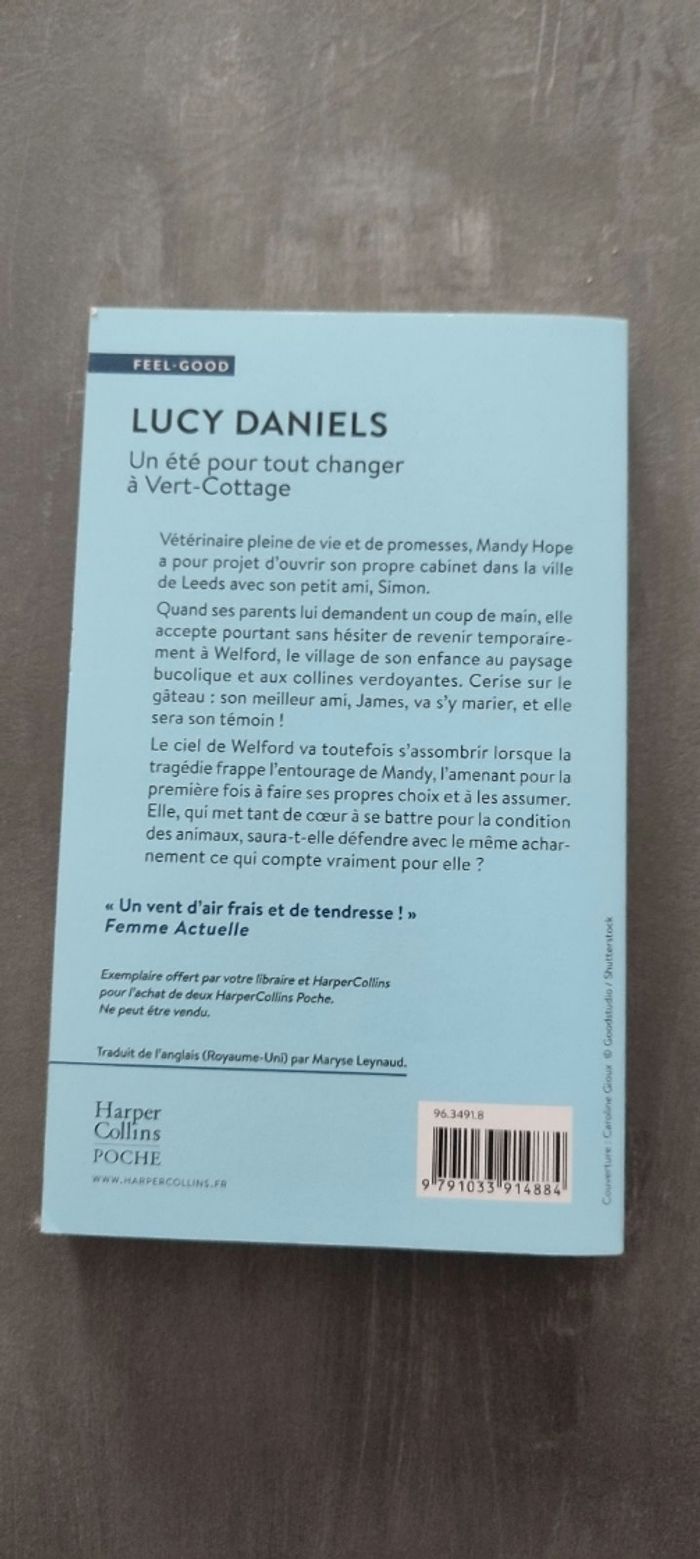 FEEL-GOOD
LUCY DANIELS
Un été pour tout changer
à Vert-Cottage
Vétérinaire pleine de vie et de promesses, Mandy Hope
a pour projet d'ouvrir son propre cabinet dans la ville
de Leeds avec son petit ami, Simon.
Quand ses parents lui demandent un coup de main, elle
accepte pourtant sans hésiter de revenir temporaire-
ment à Welford, le village de son enfance au paysage
bucolique et aux collines verdoyantes. Cerise sur le
gâteau : son meilleur ami, James, va s'y marier, et elle
sera son témoin !
Le ciel de Welford va toutefois s'assombrir lorsque la
tragédie frappe l'entourage de Mandy, l'amenant pour la
première fois à faire ses propres choix et à les assumer.
Elle, qui met tant de cœur à se battre pour la condition
des animaux, saura-t-elle défendre avec le même achar-
nement ce qui compte vraiment pour elle ?
« Un vent d'air frais et de tendresse ! »
Femme Actuelle
Exemplaire offert par votre libraire et HarperCollins
pour l'achat de deux HarperCollins Poche.
Ne peut être vendu.
Traduit de l'anglais (Royaume-Uni) par Maryse Leynaud.
Harper
Collins
POCHE
WWW.HARPERCOLLINS.FR
96.3491.8
9 791033 914884
Couverture : Caroline Gioux © Goodstudio / Shutterstock